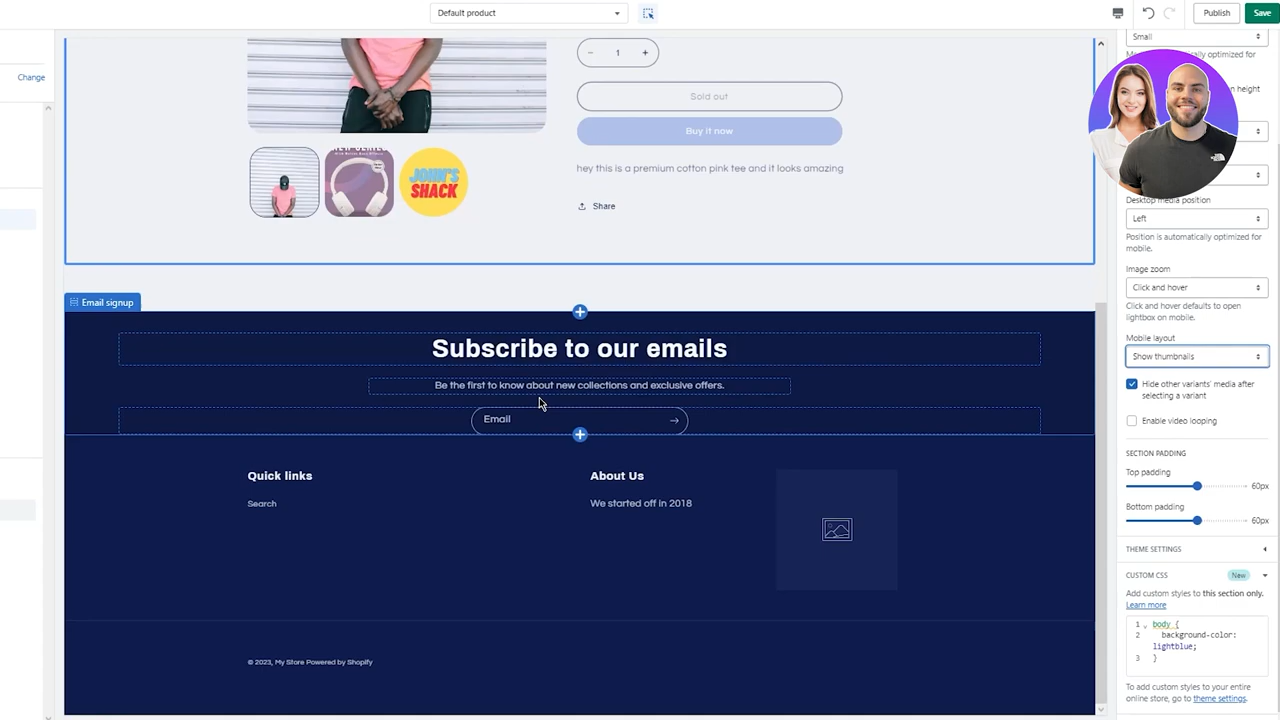 Default product
Publish
Save
Small
Change
1
Sold out
Buy it now
hey this is a premium cotton pink tee and it looks amazing
JOHN'S
SHACK
Share
Desktop media position
Left
Position is automatically optimized for
mobile.
Image zoom
Click and hover
Click and hover defaults to open
lightbox on mobile.
Mobile layout
Show thumbnails
Hide other variants' media after
selecting a variant
Enable video looping
SECTION PADDING
Top padding
60px
Bottom padding
60px
THEME SETTINGS
CUSTOM CSS
New
Add custom styles to this section only.
Learn more
1 body {
2 background-color:
lightblue;
3 }
To add custom styles to your entire
online store, go to theme settings.
Email signup
Subscribe to our emails
Be the first to know about new collections and exclusive offers.
Email
Quick links
Search
About Us
We started off in 2018
© 2023, My Store Powered by Shopify